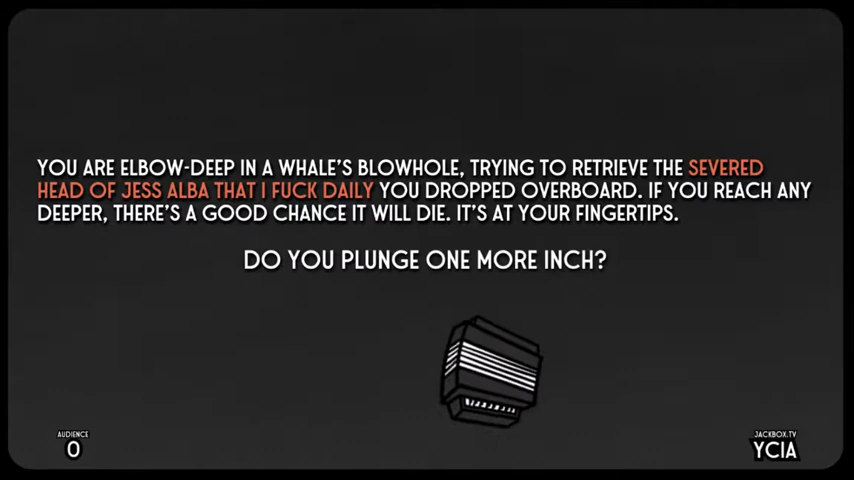 YOU ARE ELBOW-DEEP IN A WHALE'S BLOWHOLE, TRYING TO RETRIEVE THE SEVERED
HEAD OF JESS ALBA THAT I FUCK DAILY YOU DROPPED OVERBOARD. IF YOU REACH ANY
DEEPER, THERE'S A GOOD CHANCE IT WILL DIE. IT'S AT YOUR FINGERTIPS.
DO YOU PLUNGE ONE MORE INCH?
AUDIENCE
0
JACKBOX.TV
YCIA